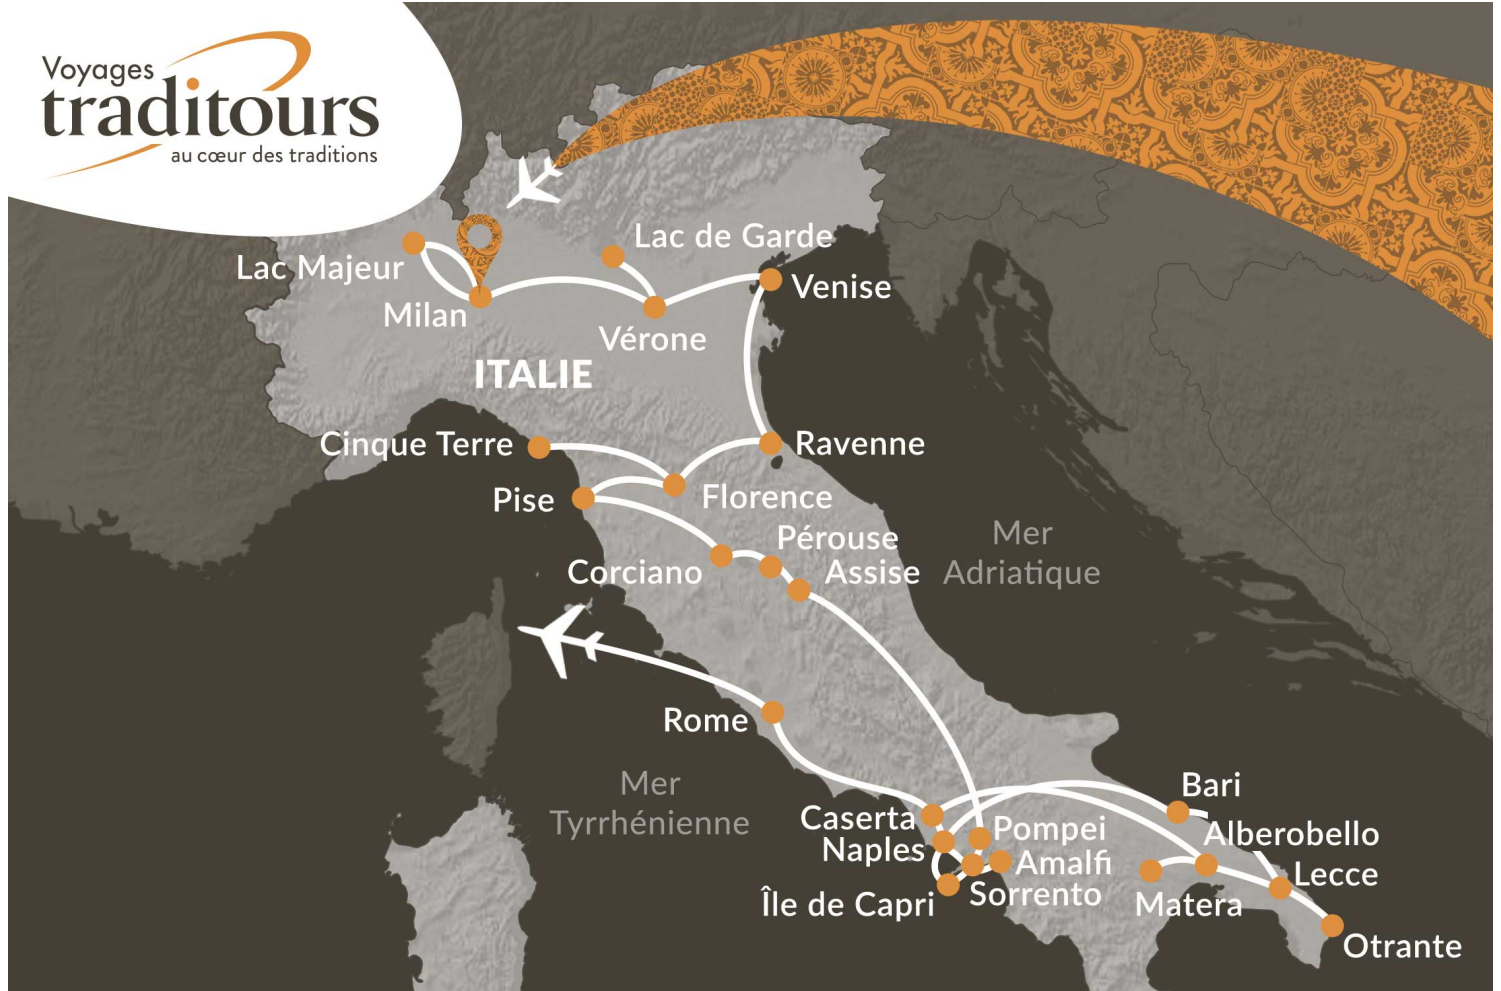 Voyages
traditours
au cœur des traditions
Lac de Garde
Lac Majeur
Venise
Milan
Vérone
ITALIE
Cinque Terre
Ravenne
Pise
Florence
Pérouse
Corciano
Assise
Mer
Adriatique
Rome
Mer
Tyrrhénienne
Bari
Caserta
Pompei
Alberobello
Naples
Amalfi
Lecce
Île de Capri
Sorrento
Matera
Otrante